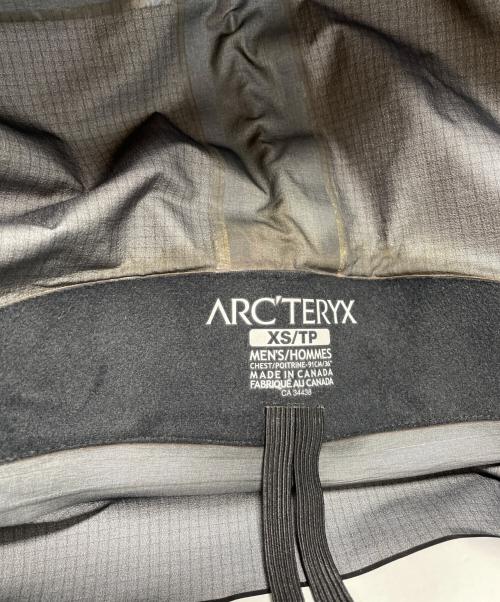 ARC'TERYX
XS/TP
MEN'S/HOMMES
CHEST/POITRINE-91CM/36"
MADE IN CANADA
FABRIQUÉ AU CANADA
CA 34438